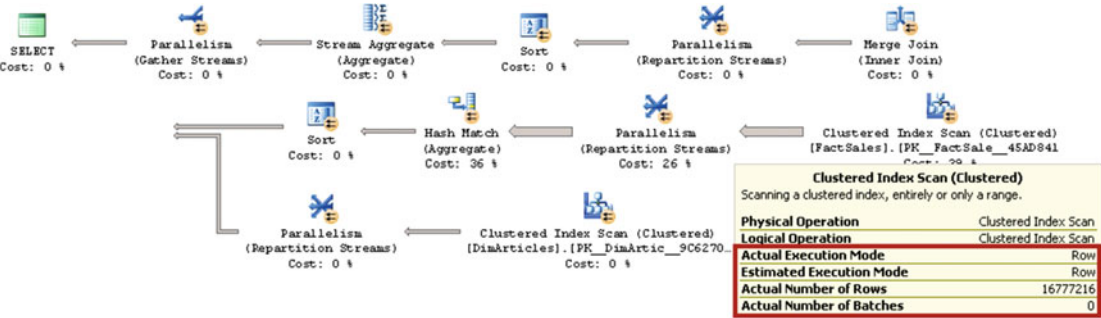 SELECT
Cost: 0 %
Parallelism
(Gather Streams)
Cost: 0 %
Stream Aggregate
(Aggregate)
Cost: 0 %
Sort
Cost: 0 %
Parallelism
(Repartition Streams)
Cost: 0 %
Merge Join
(Inner Join)
Cost: 0 %
Sort
Cost: 0 %
Hash Match
(Aggregate)
Cost: 36 %
Parallelism
(Repartition Streams)
Cost: 26 %
Clustered Index Scan (Clustered)
[FactSales].[PK__FactSale__45AD841
Cost: 39 %
Parallelism
(Repartition Streams)
Cost: 0 %
Clustered Index Scan (Clustered)
[DimArticles].[PK__DimArtic__9C6270...
Cost: 0 %
Clustered Index Scan (Clustered)
Scanning a clustered index, entirely or only a range.
Physical Operation Clustered Index Scan
Logical Operation Clustered Index Scan
Actual Execution Mode Row
Estimated Execution Mode Row
Actual Number of Rows 16777216
Actual Number of Batches 0